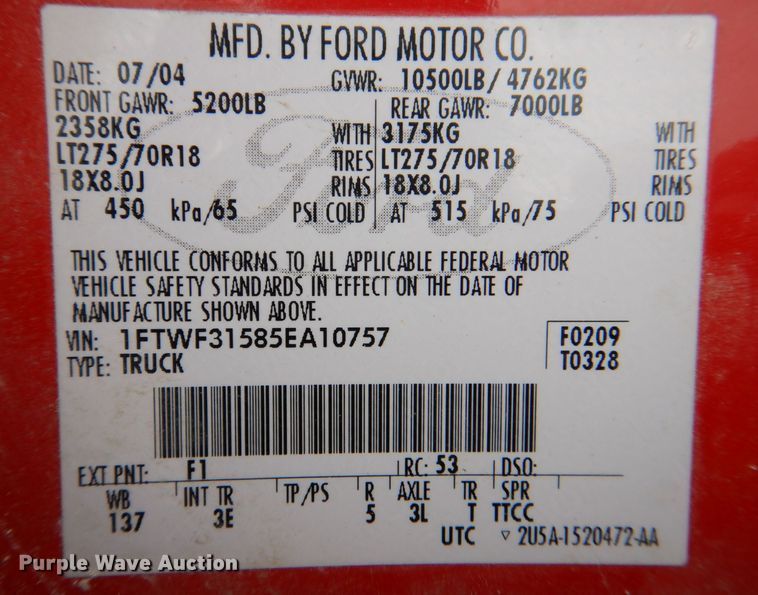 MFD. BY FORD MOTOR CO.
DATE: 07/04 GVWR: 10500LB/ 4762KG
FRONT GAWR: 5200LB REAR GAWR: 7000LB
2358KG WITH 3175KG WITH
LT275/70R18 TIRES LT275/70R18 TIRES
18X8.0J RIMS 18X8.0J RIMS
AT 450 kPa/65 PSI COLD AT 515 kPa/75 PSI COLD
Ford
THIS VEHICLE CONFORMS TO ALL APPLICABLE FEDERAL MOTOR
VEHICLE SAFETY STANDARDS IN EFFECT ON THE DATE OF
MANUFACTURE SHOWN ABOVE.
VIN: 1FTWF31585EA10757 F0209
TYPE: TRUCK T0328
EXT PNT: F1 RC: 53 DSO:
WB INT TR TP/PS R AXLE TR SPR
137 3E 5 3L T TTCC
UTC ▽ 2U5A-1520472-AA
Purple Wave Auction